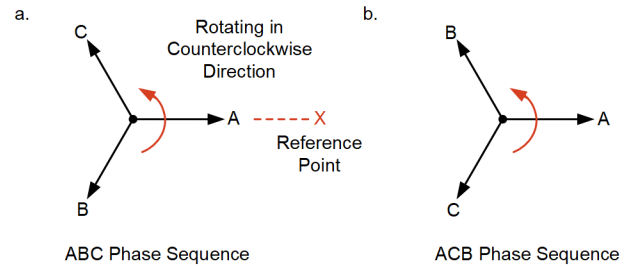 a.
C
Rotating in
Counterclockwise
Direction
A
X
Reference
Point
B
ABC Phase Sequence
b.
B
A
C
ACB Phase Sequence